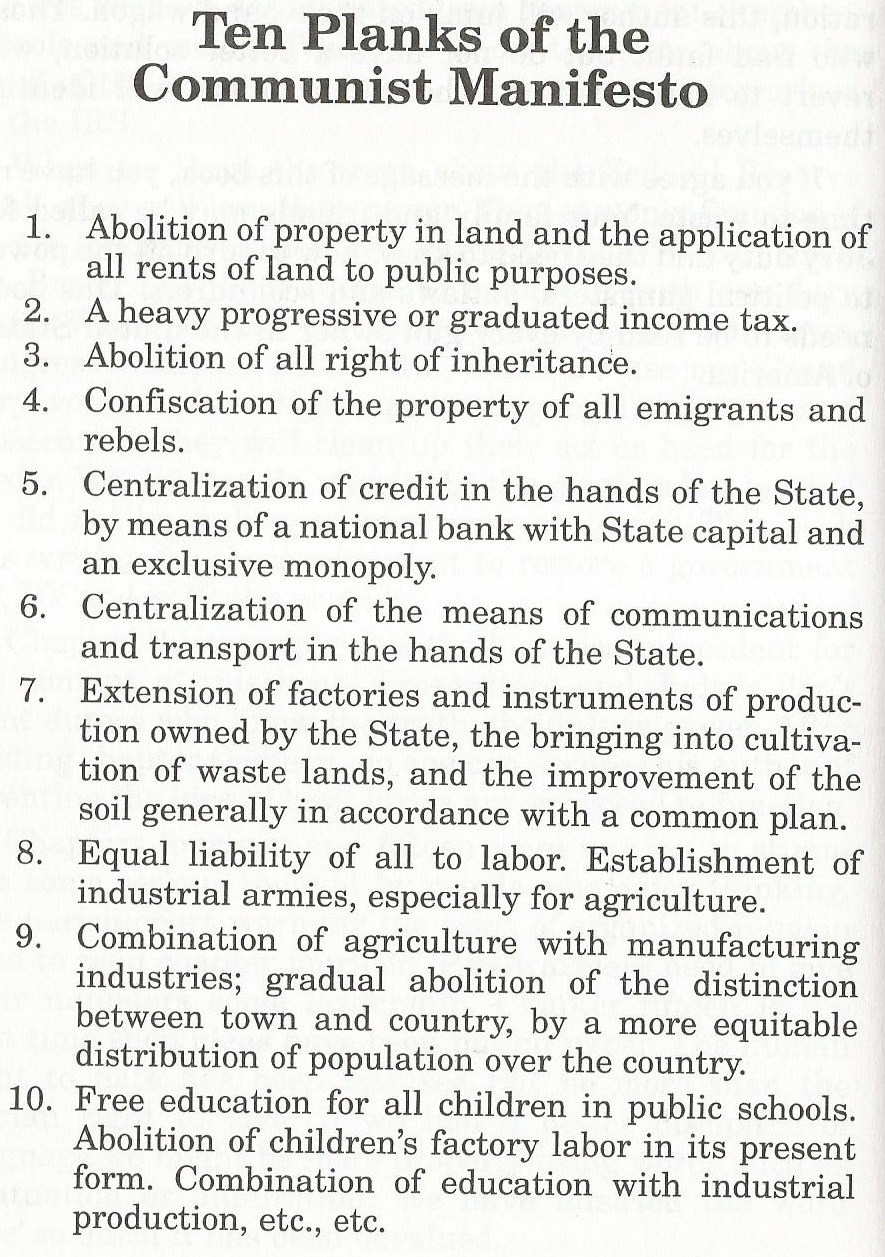 Ten Planks of the
Communist Manifesto
1. Abolition of property in land and the application of
all rents of land to public purposes.
2. A heavy progressive or graduated income tax.
3. Abolition of all right of inheritance.
4. Confiscation of the property of all emigrants and
rebels.
5. Centralization of credit in the hands of the State,
by means of a national bank with State capital and
an exclusive monopoly.
6. Centralization of the means of communications
and transport in the hands of the State.
7. Extension of factories and instruments of produc-
tion owned by the State, the bringing into cultiva-
tion of waste lands, and the improvement of the
soil generally in accordance with a common plan.
8. Equal liability of all to labor. Establishment of
industrial armies, especially for agriculture.
9. Combination of agriculture with manufacturing
industries; gradual abolition of the distinction
between town and country, by a more equitable
distribution of population over the country.
10. Free education for all children in public schools.
Abolition of children's factory labor in its present
form. Combination of education with industrial
production, etc., etc.